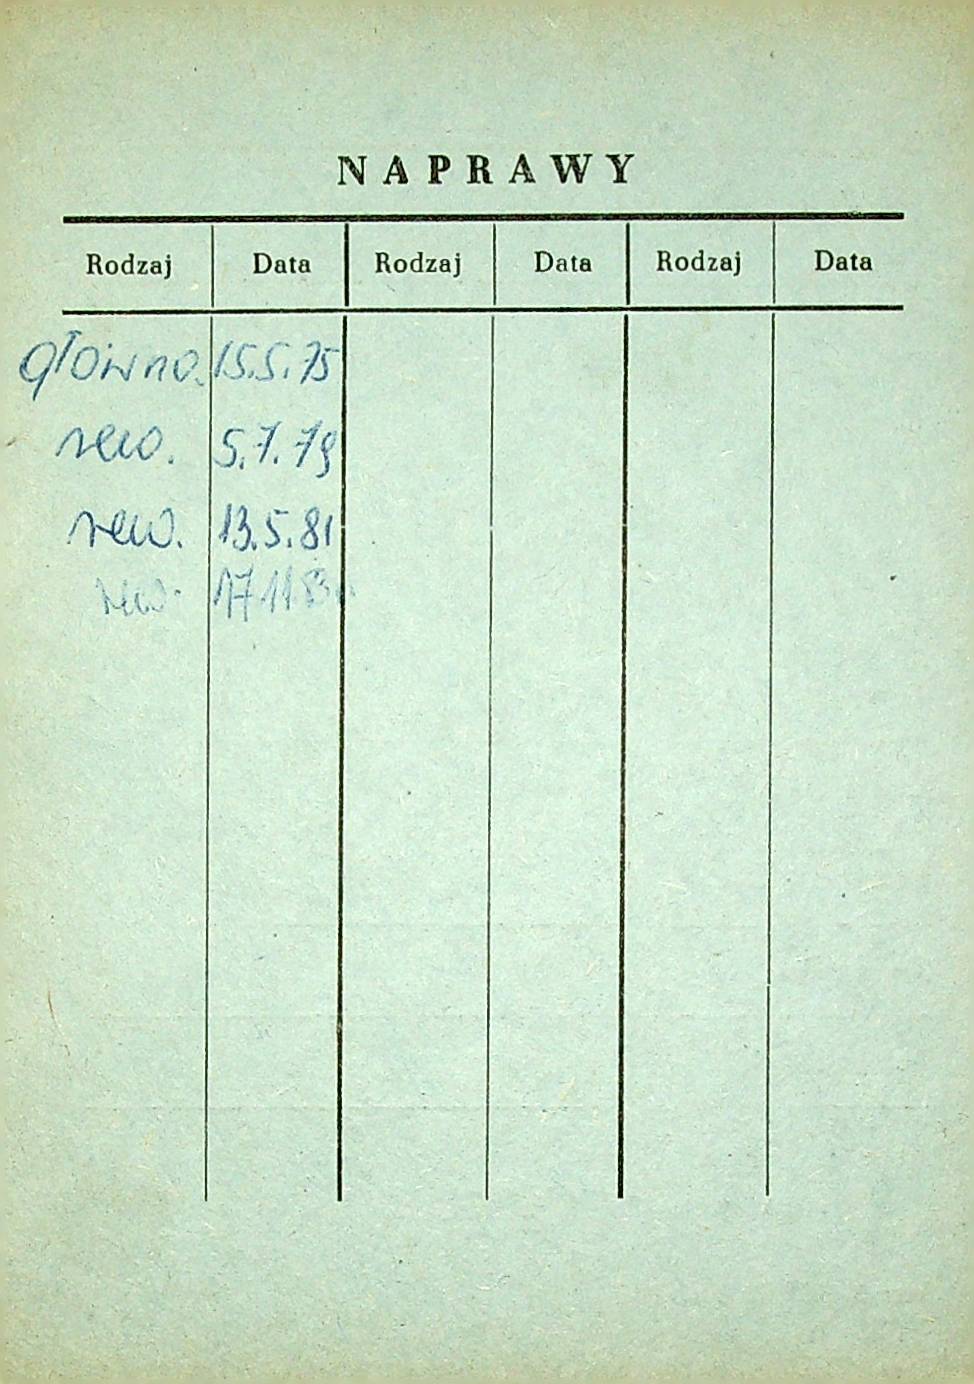 NAPRAWY
Rodzaj Data Rodzaj Data Rodzaj Data
główna. 15.5.75
rew. 5.7.79
rew. 13.5.81
rew. 17.11.83